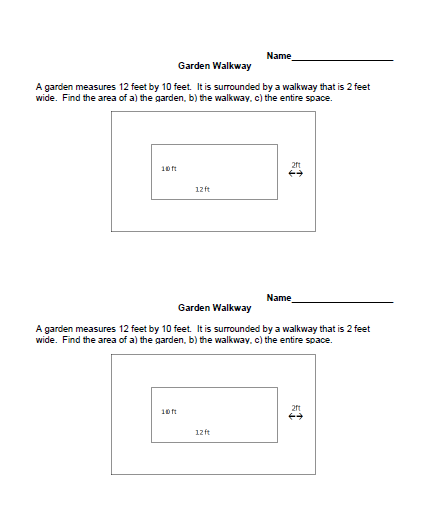 Name____________________
Garden Walkway
A garden measures 12 feet by 10 feet.  It is surrounded by a walkway that is 2 feet
wide.  Find the area of a) the garden, b) the walkway, c) the entire space.
2ft
10 ft
12 ft
Name____________________
Garden Walkway
A garden measures 12 feet by 10 feet.  It is surrounded by a walkway that is 2 feet
wide.  Find the area of a) the garden, b) the walkway, c) the entire space.
2ft
10 ft
12 ft